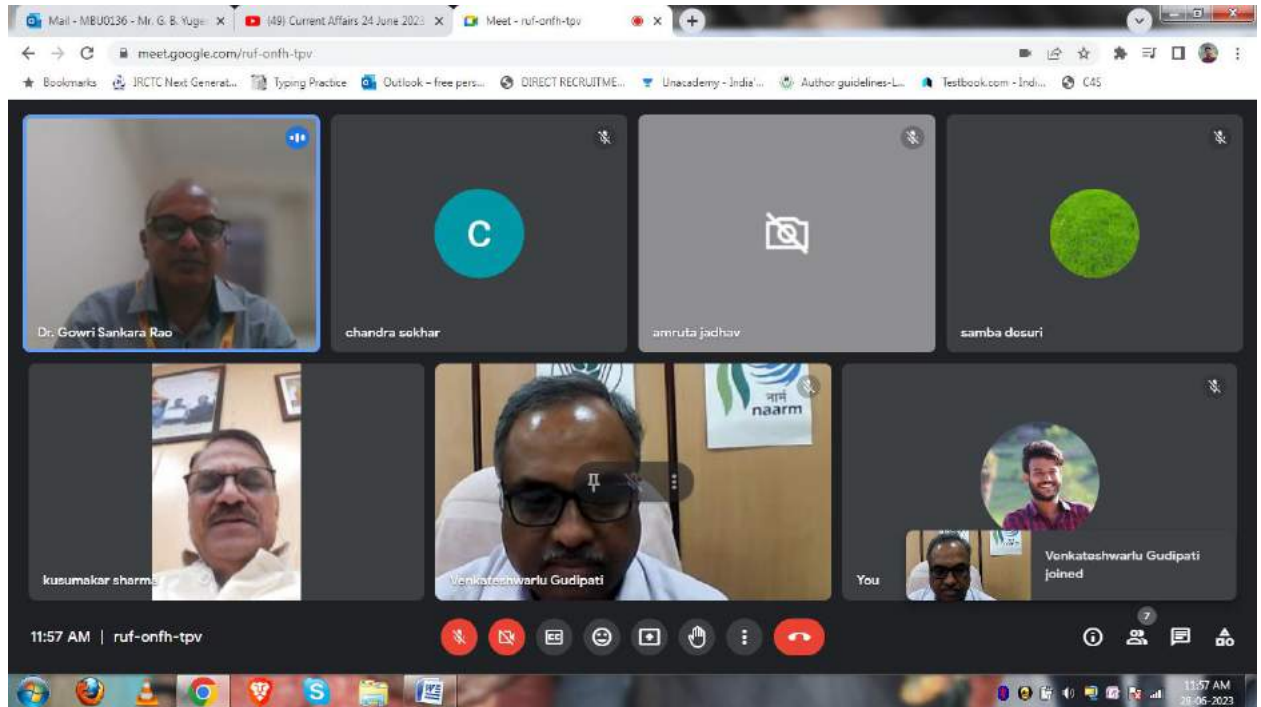 Mail - MBU0136 - Mr. G. B. Yuge
(49) Current Affairs 24 June 2023
Meet - ruf-onfh-tpv
meet.google.com/ruf-onfh-tpv
Bookmarks
IRCTC Next Generat...
Typing Practice
Outlook – free pers...
DIRECT RECRUITME...
Unacademy - India'...
Author guidelines-L...
Testbook.com - Indi...
C4S
Dr. Gowri Sankara Rao
C
chandra sekhar
amruta jadhav
samba desuri
kusumakar sharma
नार्म
naarm
Venkateshwarlu Gudipati
You
Venkateshwarlu Gudipati
joined
11:57 AM | ruf-onfh-tpv
CC
7
11:57 AM
29-06-2023